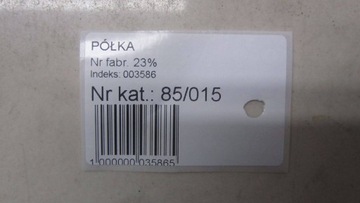 PÓŁKA
Nr fabr. 23%
Indeks: 003586
Nr kat.: 85/015
1 000000 035865